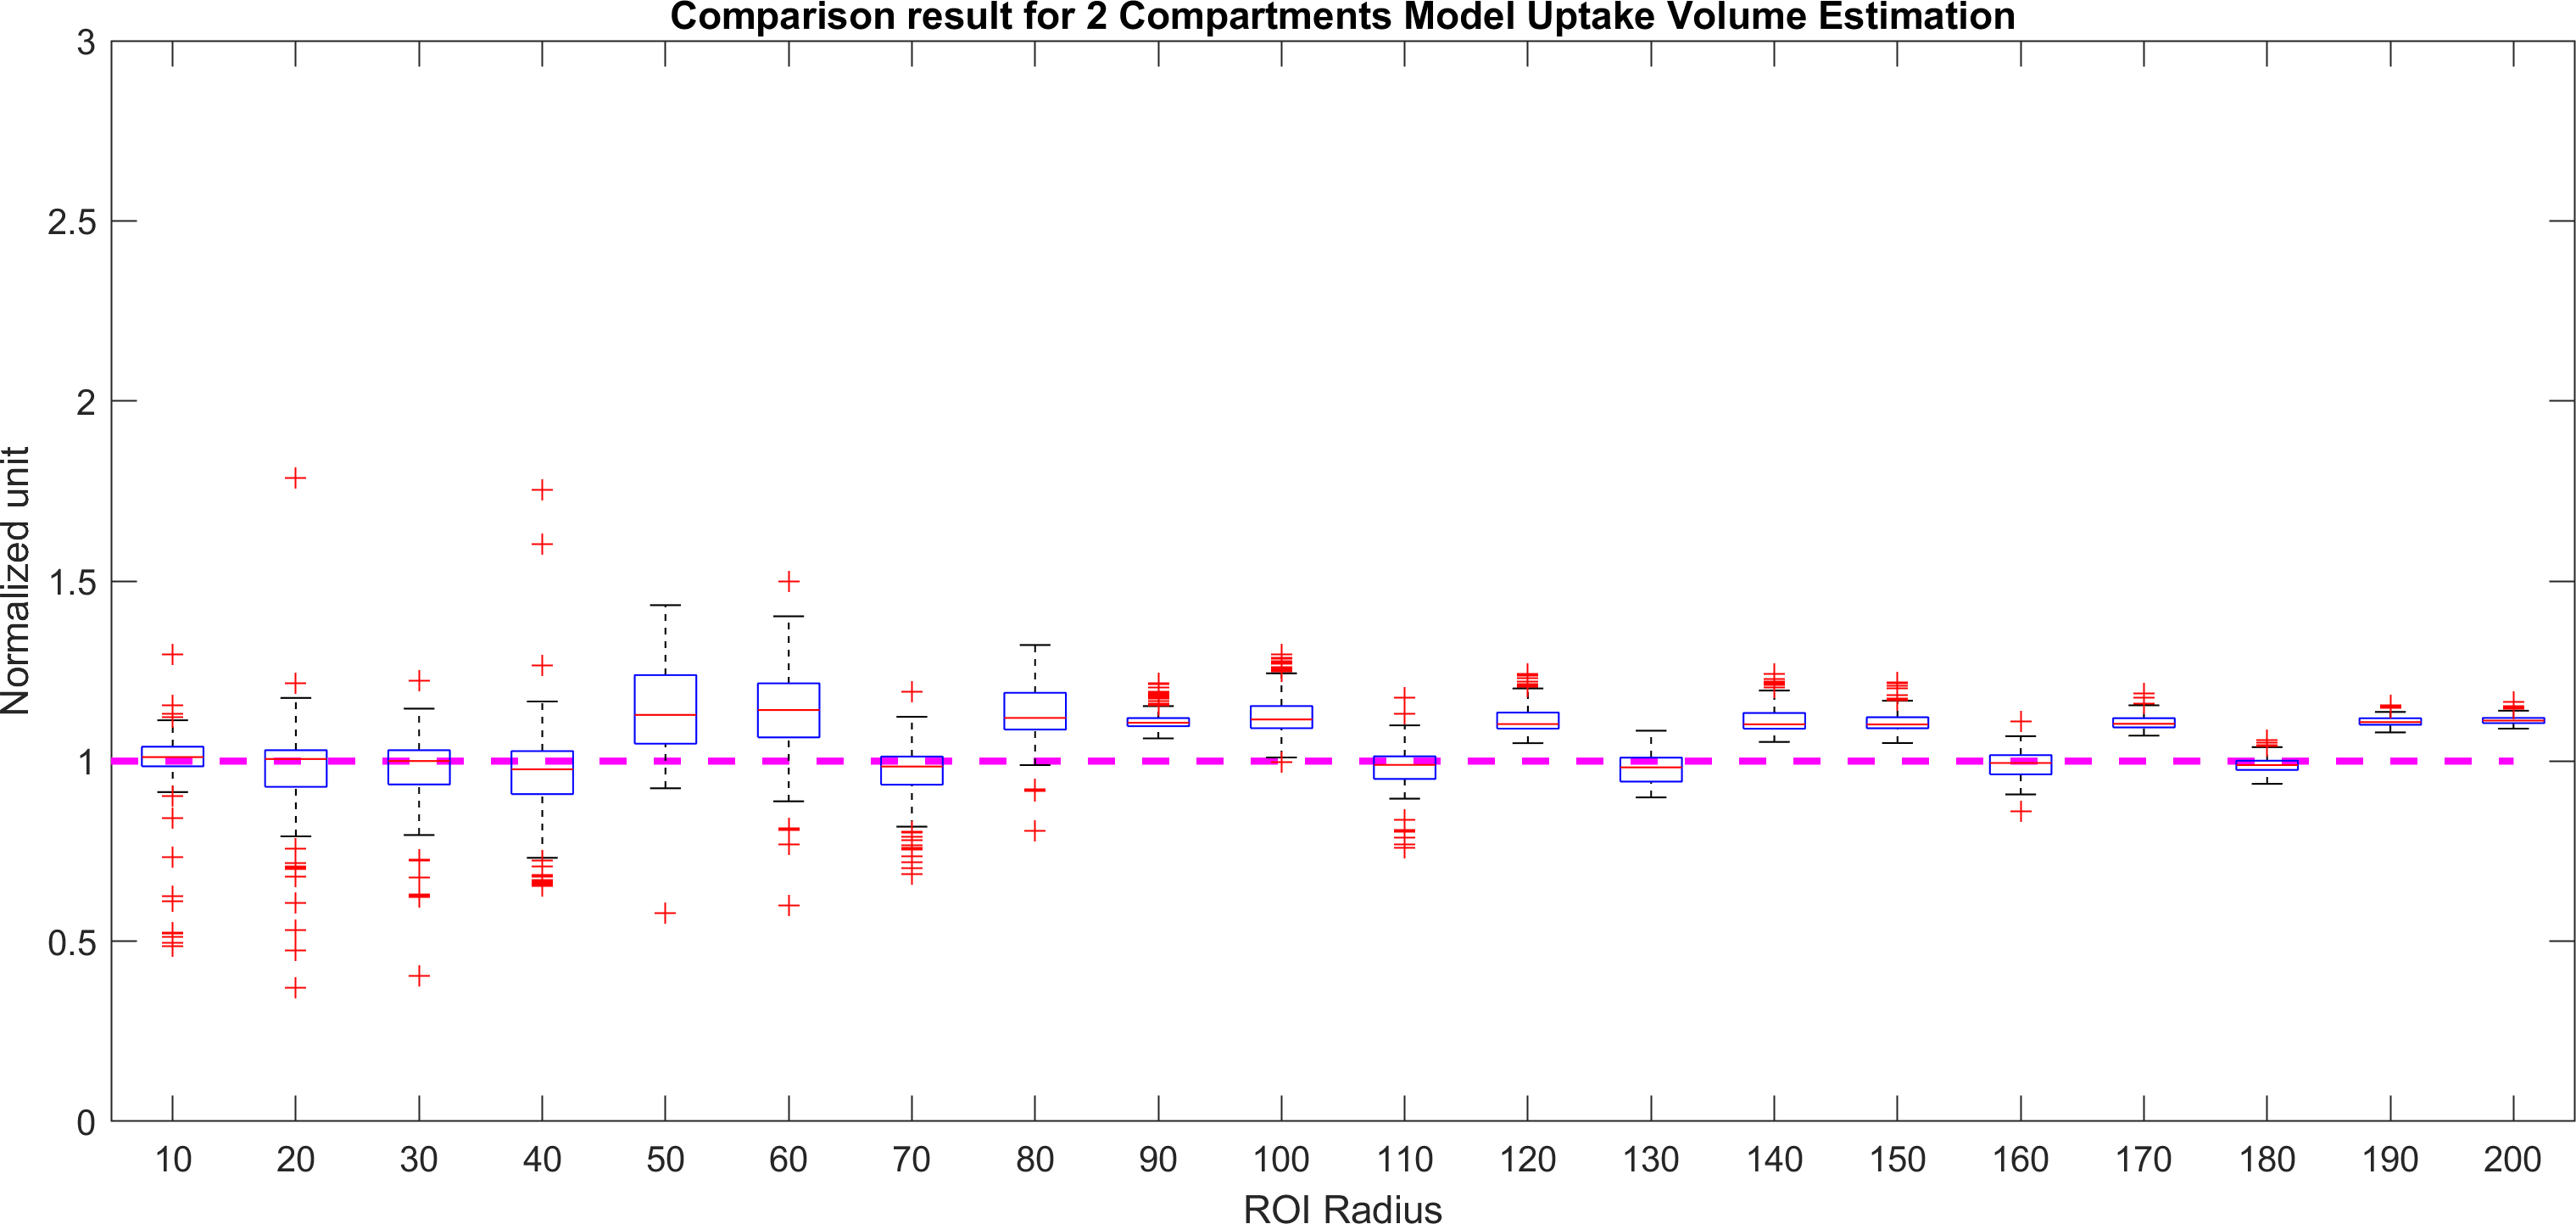 Comparison result for 2 Compartments Model Uptake Volume Estimation
3
2.5
2
1.5
1
0.5
0
Normalized unit
10 20 30 40 50 60 70 80 90 100 110 120 130 140 150 160 170 180 190 200
ROI Radius